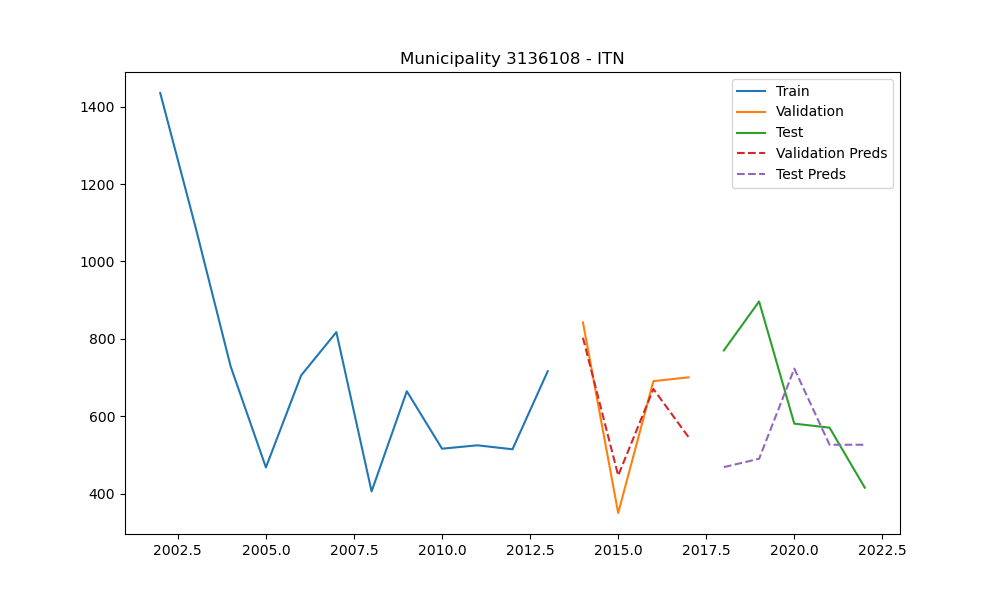 Municipality 3136108 - ITN
Train
Validation
Test
Validation Preds
Test Preds
1400
1200
1000
800
600
400
2002.5 2005.0 2007.5 2010.0 2012.5 2015.0 2017.5 2020.0 2022.5